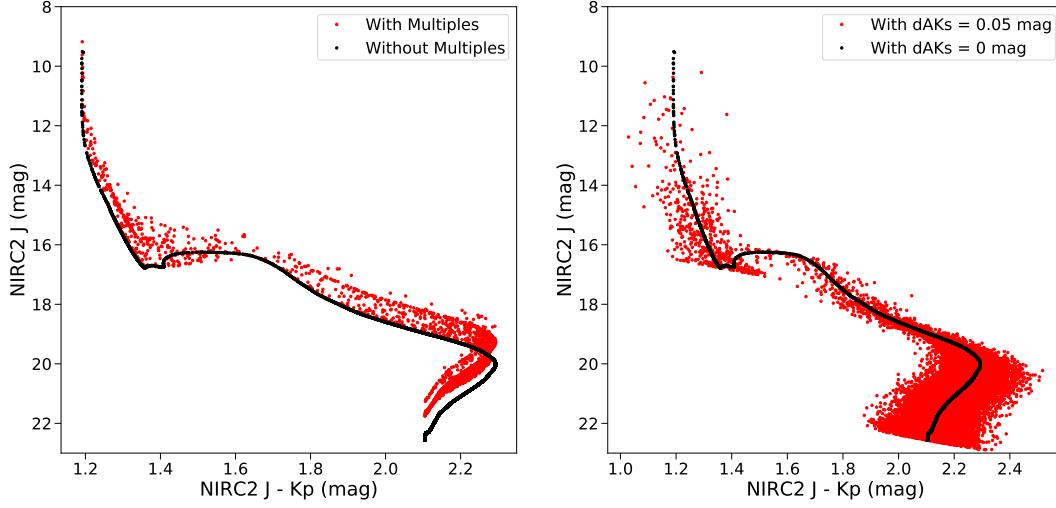 With Multiples
Without Multiples
8
10
12
14
16
18
20
22
NIRC2 J (mag)
1.2 1.4 1.6 1.8 2.0 2.2
NIRC2 J - Kp (mag)
With dAKs = 0.05 mag
With dAKs = 0 mag
8
10
12
14
16
18
20
22
NIRC2 J (mag)
1.0 1.2 1.4 1.6 1.8 2.0 2.2 2.4
NIRC2 J - Kp (mag)